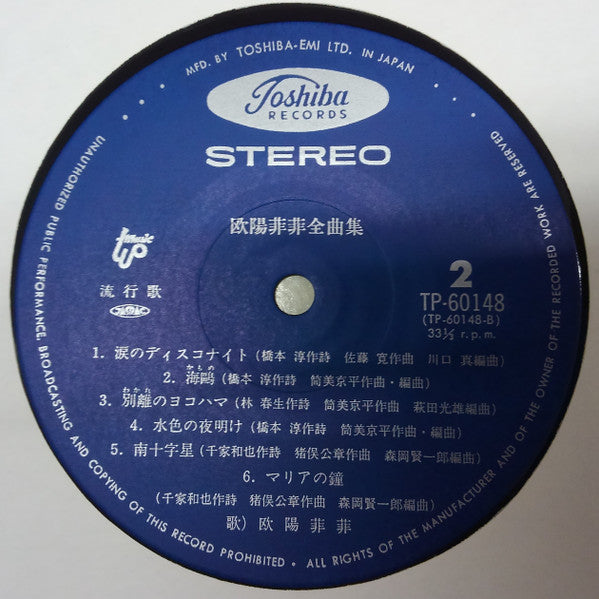 MFD. BY TOSHIBA-EMI LTD. IN JAPAN
Toshiba
RECORDS
STEREO
欧陽菲菲全曲集
music
流行歌
2
TP-60148
(TP-60148-B)
33⅓ r.p.m.
1. 涙のディスコナイト (橋本 淳作詩 佐藤 寛作曲 川口 真編曲)
かもめ
2. 海鷗 (橋本 淳作詩 筒美京平作曲・編曲)
わかれ
3. 別離のヨコハマ (林 春生作詩 筒美京平作曲 萩田光雄編曲)
4. 水色の夜明け (橋本 淳作詩 筒美京平作曲・編曲)
5. 南十字星 (千家和也作詩 猪俣公章作曲 森岡賢一郎編曲)
6. マリアの鐘
(千家和也作詩 猪俣公章作曲 森岡賢一郎編曲)
歌) 欧陽菲菲
UNAUTHORIZED PUBLIC PERFORMANCE, BROADCASTING AND COPYING OF THIS RECORD PROHIBITED • ALL RIGHTS OF THE MANUFACTURER AND OF THE OWNER OF THE RECORDED WORK ARE RESERVED